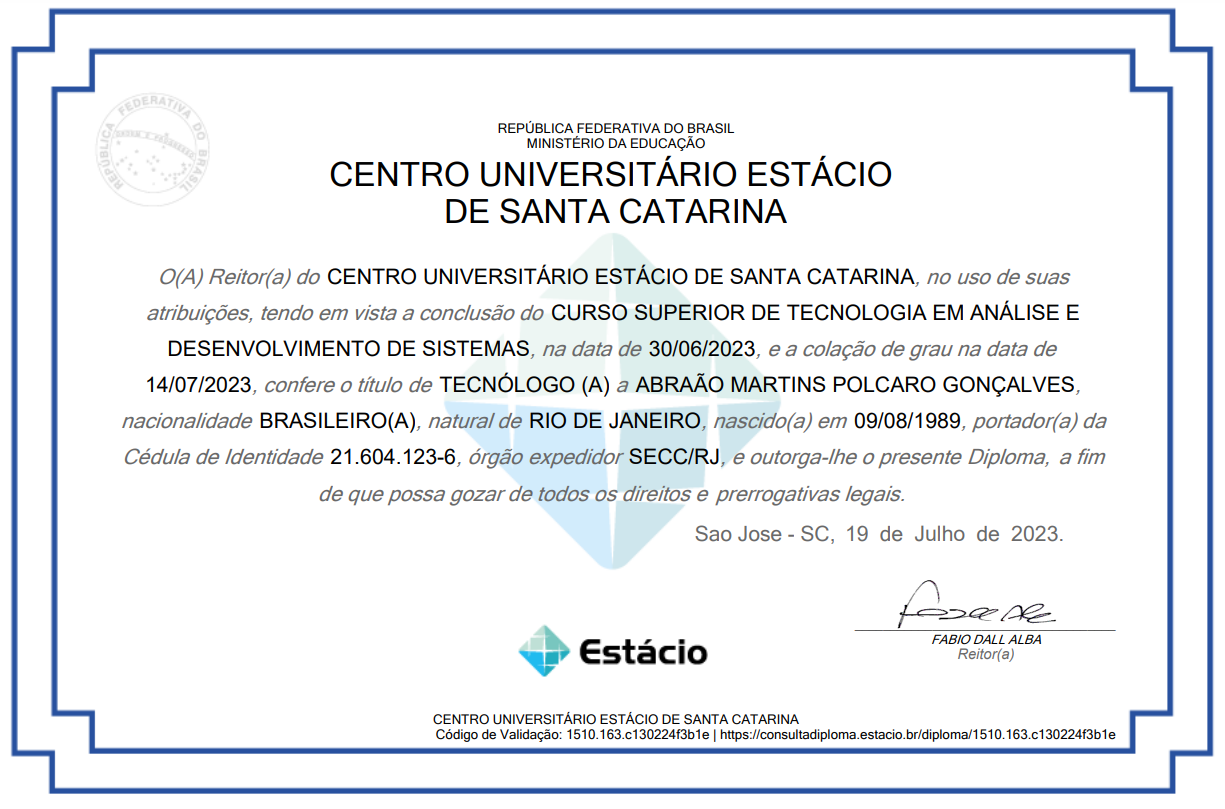 REPÚBLICA FEDERATIVA DO BRASIL
REPÚBLICA FEDERATIVA DO BRASIL
MINISTÉRIO DA EDUCAÇÃO
CENTRO UNIVERSITÁRIO ESTÁCIO
DE SANTA CATARINA
O(A) Reitor(a) do CENTRO UNIVERSITÁRIO ESTÁCIO DE SANTA CATARINA, no uso de suas
atribuições, tendo em vista a conclusão do CURSO SUPERIOR DE TECNOLOGIA EM ANÁLISE E
DESENVOLVIMENTO DE SISTEMAS, na data de 30/06/2023, e a colação de grau na data de
14/07/2023, confere o título de TECNÓLOGO (A) a ABRAÃO MARTINS POLCARO GONÇALVES,
nacionalidade BRASILEIRO(A), natural de RIO DE JANEIRO, nascido(a) em 09/08/1989, portador(a) da
Cédula de Identidade 21.604.123-6, órgão expedidor SECC/RJ, e outorga-lhe o presente Diploma, a fim
de que possa gozar de todos os direitos e prerrogativas legais.
Sao Jose - SC, 19 de Julho de 2023.
FABIO DALL ALBA
Reitor(a)
Estácio
CENTRO UNIVERSITÁRIO ESTÁCIO DE SANTA CATARINA
Código de Validação: 1510.163.c130224f3b1e | https://consultadiploma.estacio.br/diploma/1510.163.c130224f3b1e